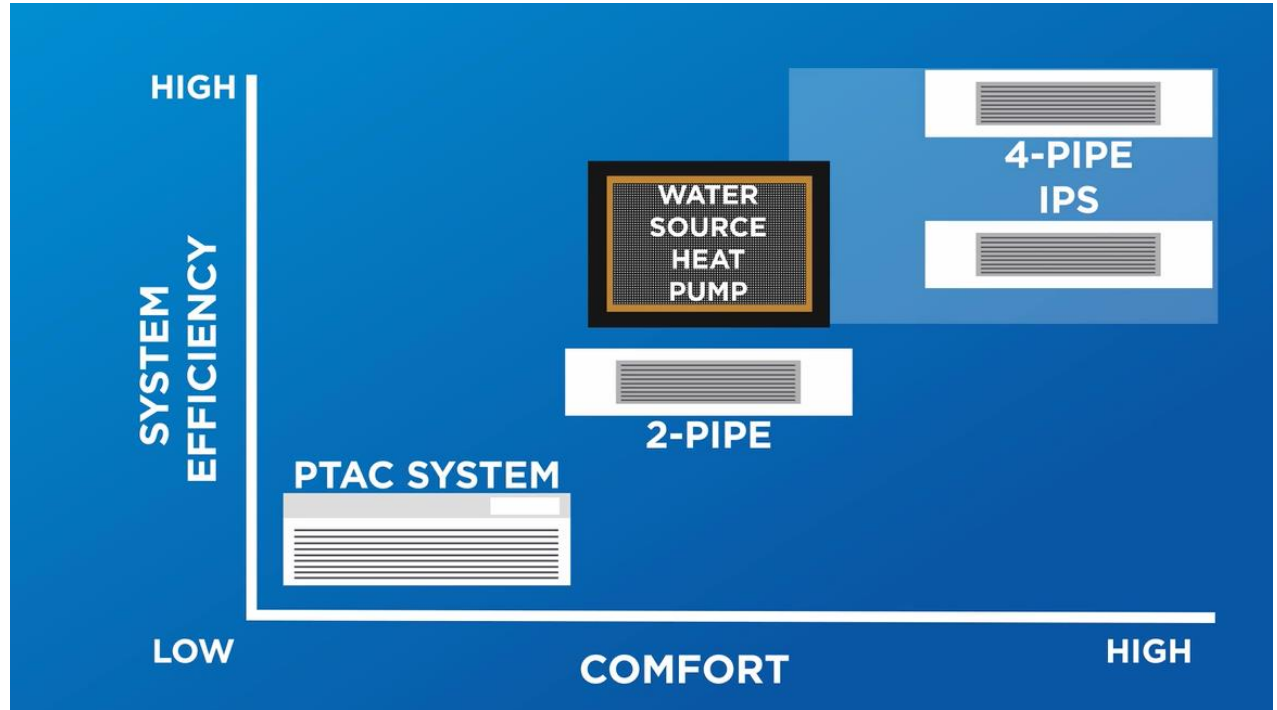 HIGH
4-PIPE
IPS
WATER
SOURCE
HEAT
PUMP
SYSTEM
EFFICIENCY
2-PIPE
PTAC SYSTEM
LOW
COMFORT
HIGH